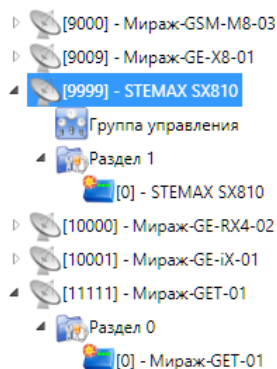 [9000] - Мираж-GSM-M8-03
[9009] - Мираж-GE-X8-01
[9999] - STEMAX SX810
Группа управления
Раздел 1
[0] - STEMAX SX810
[10000] - Мираж-GE-RX4-02
[10001] - Мираж-GE-iX-01
[11111] - Мираж-GET-01
Раздел 0
[0] - Мираж-GET-01